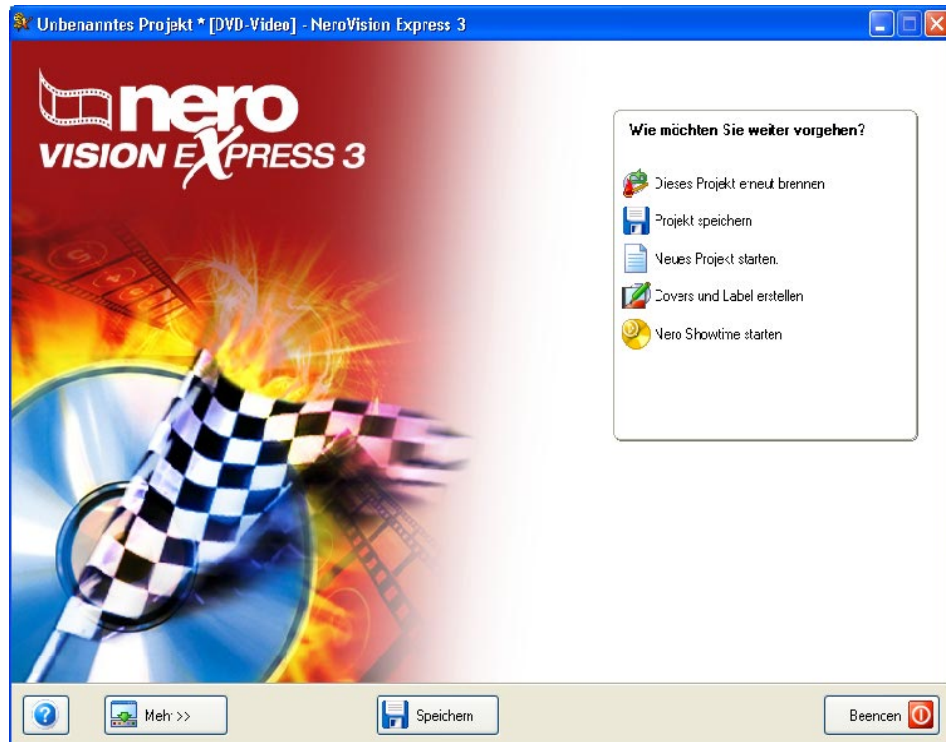 Unbenanntes Projekt * [DVD-Video] - NeroVision Express 3
nero
VISION EXPRESS 3
Wie möchten Sie weiter vorgehen?
Dieses Projekt erneut brennen
Projekt speichern
Neues Projekt starten.
Covers und Label erstellen
Nero Showtime starten
Mehr >>
Speichern
Beenden